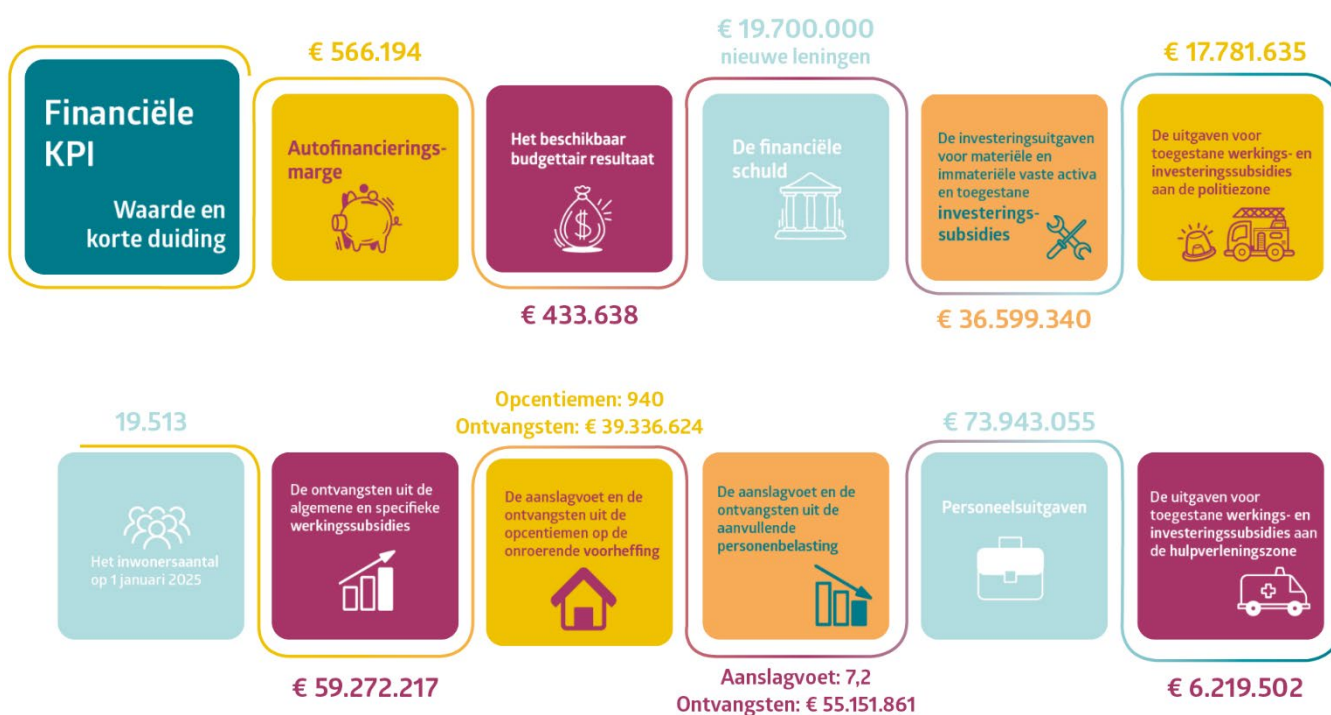 Financiële
KPI
Waarde en
korte duiding
€ 566.194
Autofinancierings-
marge
Het beschikbaar
budgettair resultaat
$
€ 433.638
€ 19.700.000
nieuwe leningen
De financiële
schuld
De investeringsuitgaven
voor materiële en
immateriële vaste activa
en toegestane
investerings-
subsidies
€ 36.599.340
€ 17.781.635
De uitgaven voor
toegestane werkings- en
investeringssubsidies
aan de politiezone
19.513
Het inwonersaantal
op 1 januari 2025
De ontvangsten uit de
algemene en specifieke
werkingssubsidies
€ 59.272.217
Opcentiemen: 940
Ontvangsten: € 39.336.624
De aanslagvoet en de
ontvangsten uit de
opcentiemen op de
onroerende voorheffing
De aanslagvoet en de
ontvangsten uit de
aanvullende
personenbelasting
Aanslagvoet: 7,2
Ontvangsten: € 55.151.861
€ 73.943.055
Personeelsuitgaven
De uitgaven voor
toegestane werkings- en
investeringssubsidies aan
de hulpverleningszone
€ 6.219.502